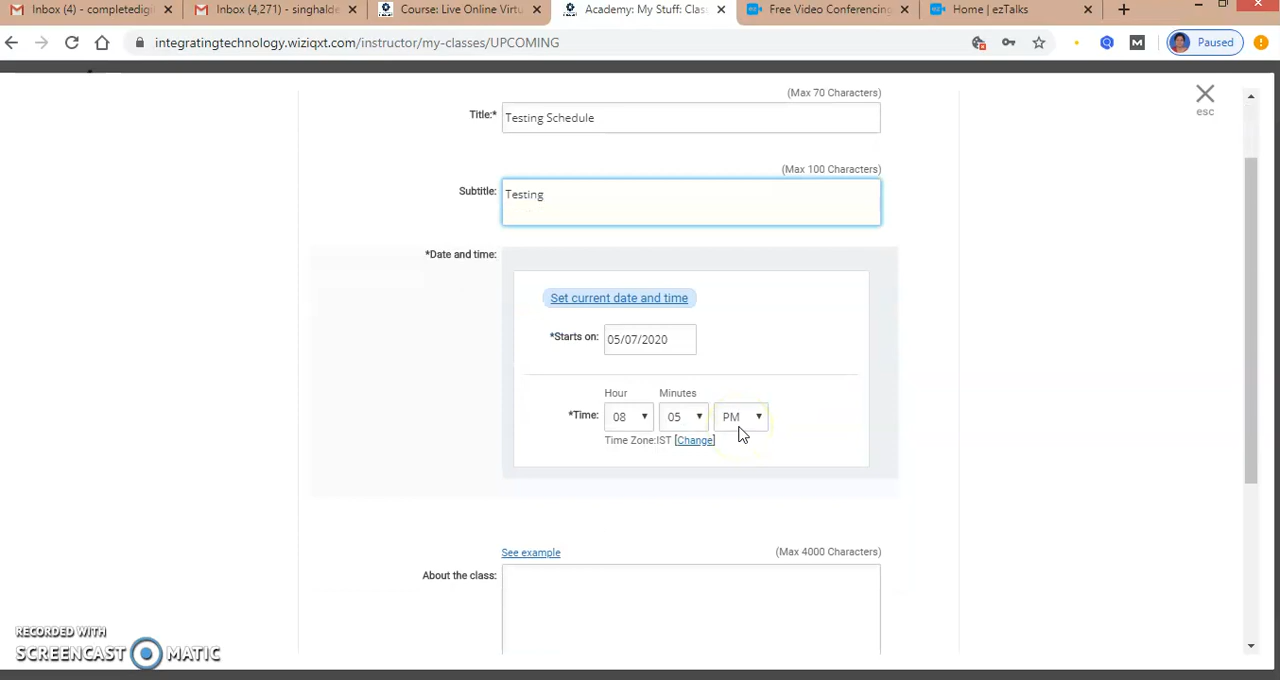 Inbox (4) - completedigi
Inbox (4,271) - singhalde
Course: Live Online Virtu
Academy: My Stuff: Clas
Free Video Conferencing
Home | ezTalks
integratingtechnology.wiziqxt.com/instructor/my-classes/UPCOMING
M
Paused
esc
(Max 70 Characters)
Title:* Testing Schedule
(Max 100 Characters)
Subtitle: Testing
*Date and time:
Set current date and time
*Starts on: 05/07/2020
Hour Minutes
*Time: 08 05 PM
Time Zone:IST [Change]
See example (Max 4000 Characters)
About the class:
RECORDED WITH
SCREENCAST MATIC